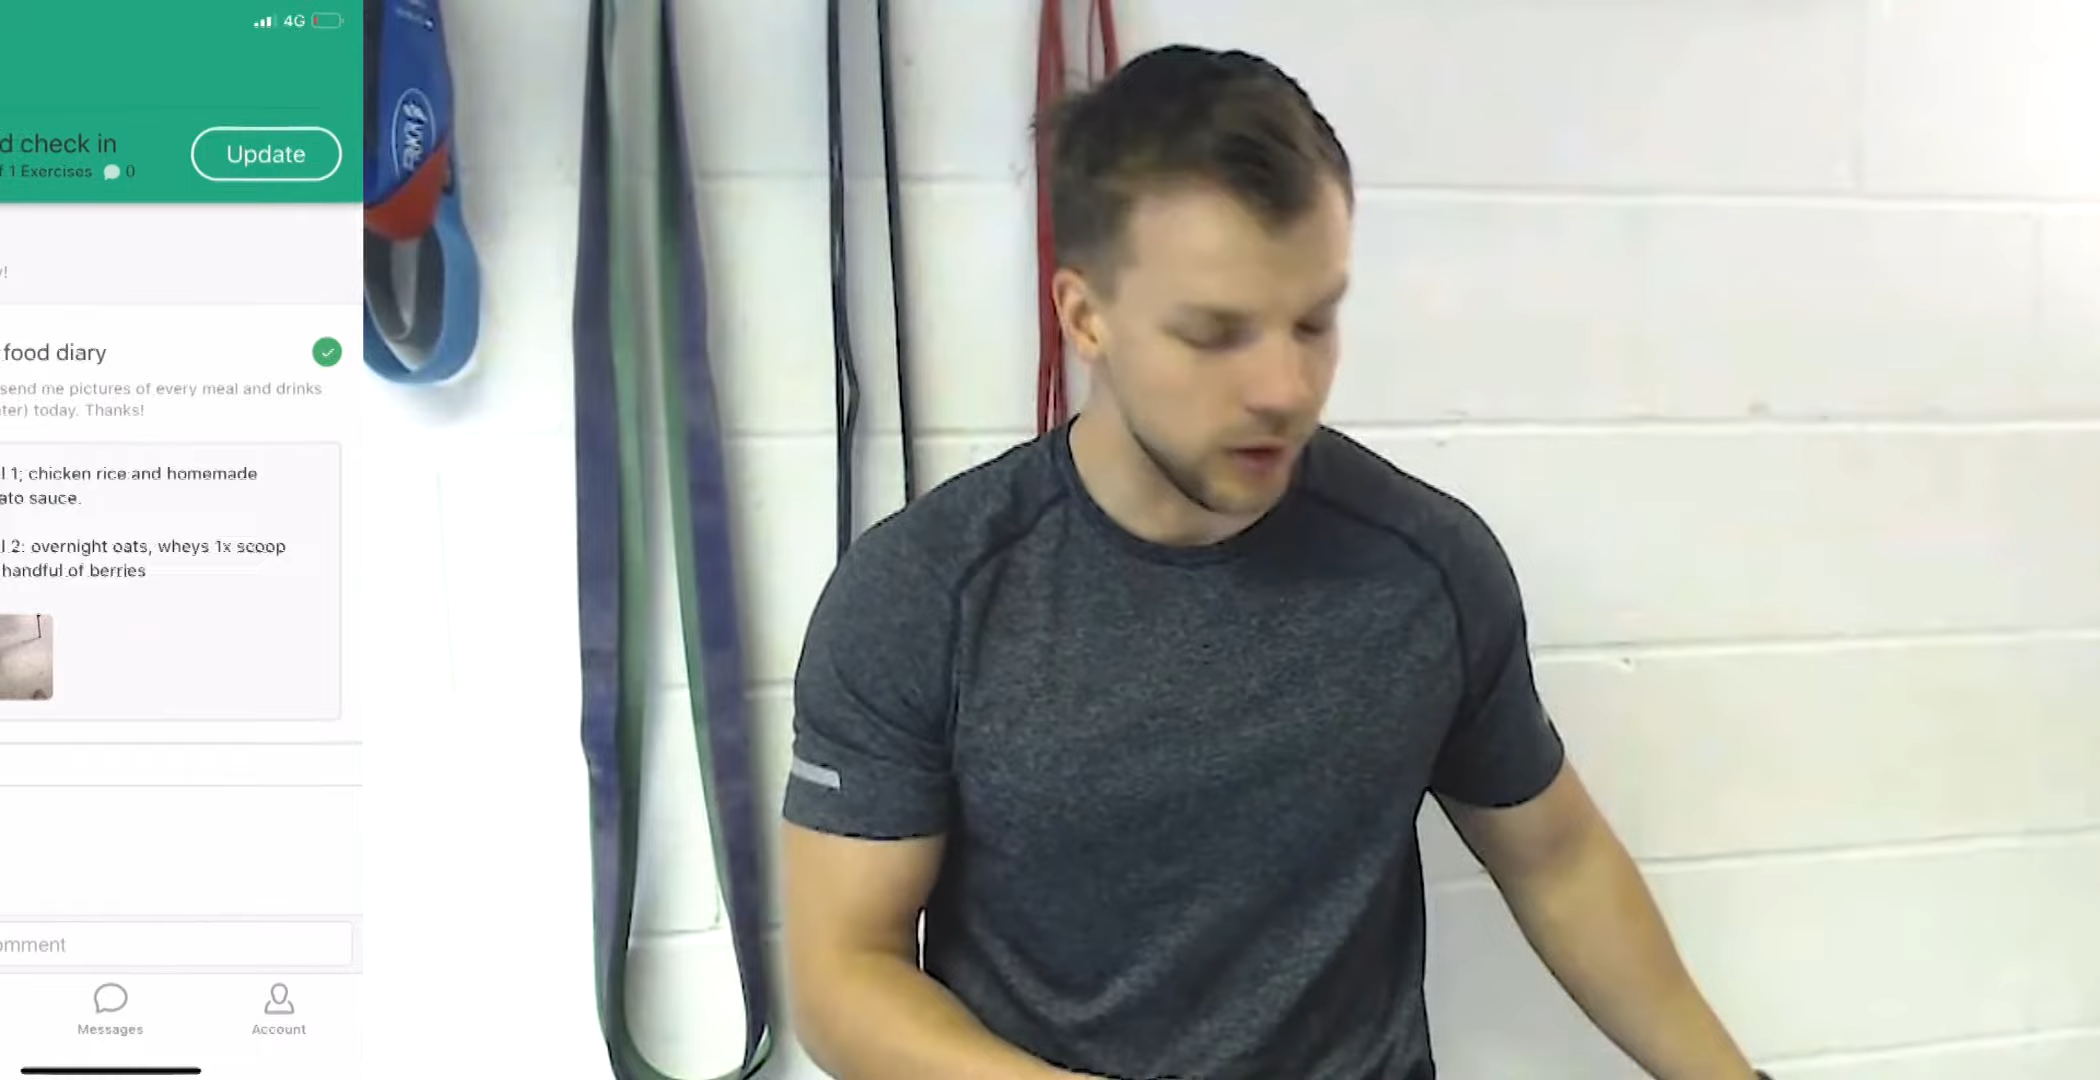 4G
d check in
Update
f 1 Exercises 0
y!
food diary
send me pictures of every meal and drinks
ter) today. Thanks!
l 1; chicken rice and homemade
ato sauce.
l 2: overnight oats, wheys 1x scoop
handful of berries
omment
Messages
Account